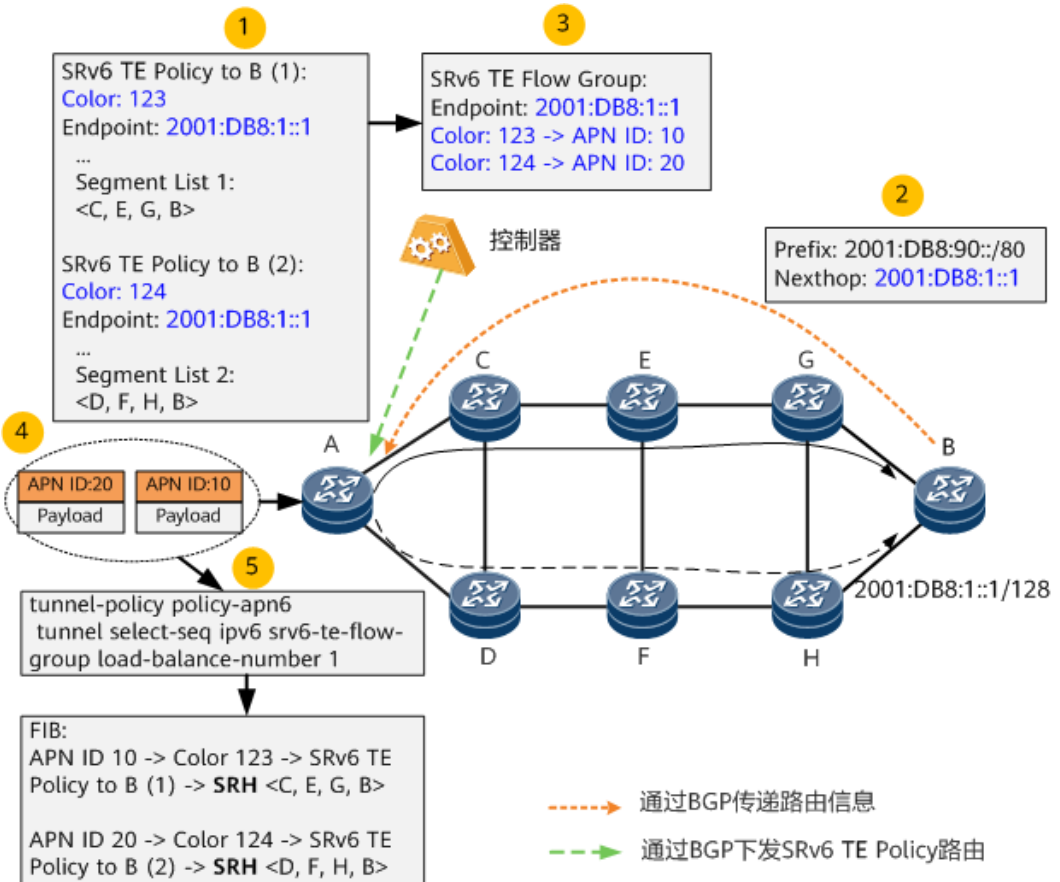 1
SRv6 TE Policy to B (1):
Color: 123
Endpoint: 2001:DB8:1::1
...
Segment List 1:
<C, E, G, B>
SRv6 TE Policy to B (2):
Color: 124
Endpoint: 2001:DB8:1::1
...
Segment List 2:
<D, F, H, B>
3
SRv6 TE Flow Group:
Endpoint: 2001:DB8:1::1
Color: 123 -> APN ID: 10
Color: 124 -> APN ID: 20
2
Prefix: 2001:DB8:90::/80
Nexthop: 2001:DB8:1::1
控制器
C
E
G
A
B
D
F
H
2001:DB8:1::1/128
4
APN ID:20
Payload
APN ID:10
Payload
5
tunnel-policy policy-apn6
tunnel select-seq ipv6 srv6-te-flow-
group load-balance-number 1
FIB:
APN ID 10 -> Color 123 -> SRv6 TE
Policy to B (1) -> SRH <C, E, G, B>
APN ID 20 -> Color 124 -> SRv6 TE
Policy to B (2) -> SRH <D, F, H, B>
通过BGP传递路由信息
通过BGP下发SRv6 TE Policy路由